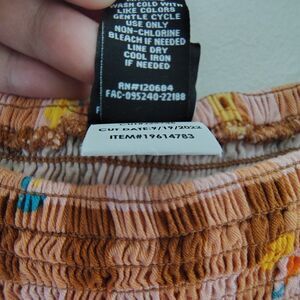 WASH COLD WITH
LIKE COLORS
GENTLE CYCLE
USE ONLY
NON-CHLORINE
BLEACH IF NEEDED
LINE DRY
COOL IRON
IF NEEDED
RN#120684
FAC-095240-22180
CUT DATE:9/19/2022
ITEM#19614783